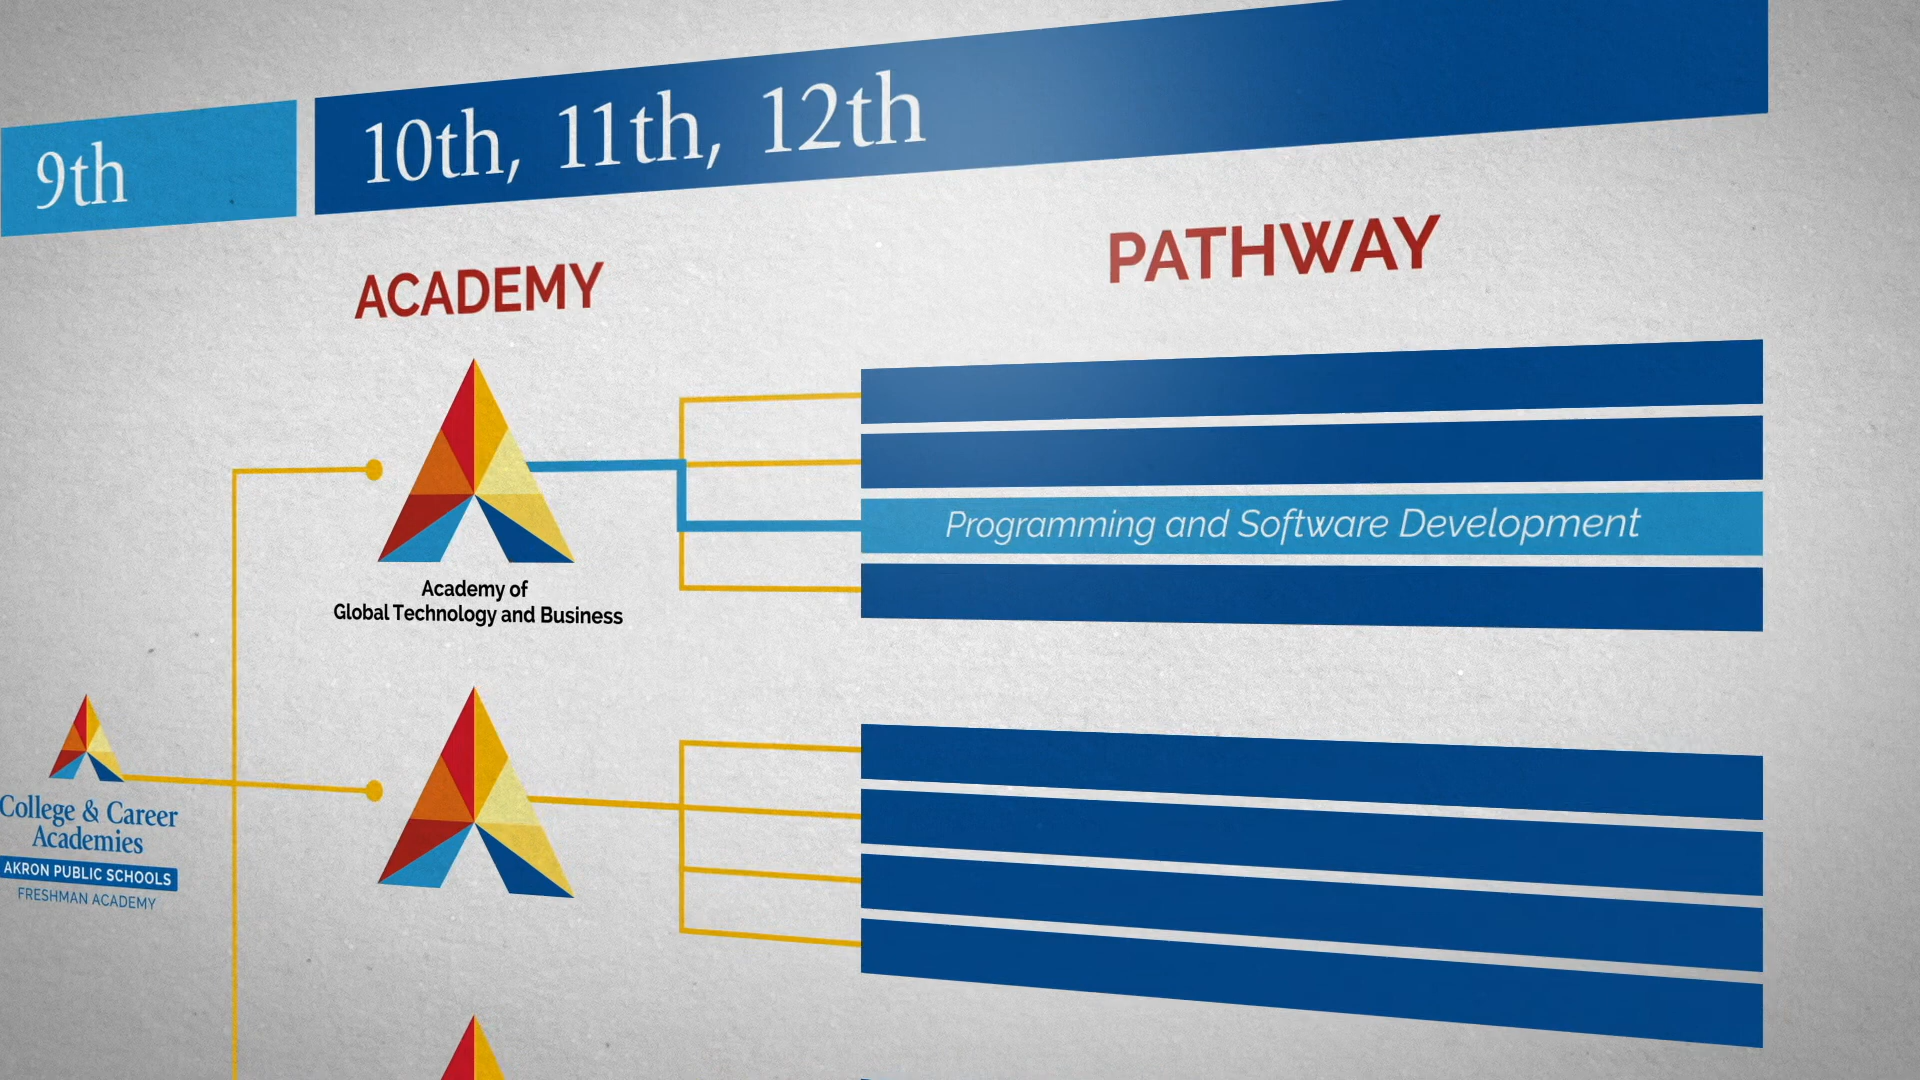 9th
10th, 11th, 12th
ACADEMY
PATHWAY
Programming and Software Development
Academy of
Global Technology and Business
College & Career
Academies
AKRON PUBLIC SCHOOLS
FRESHMAN ACADEMY